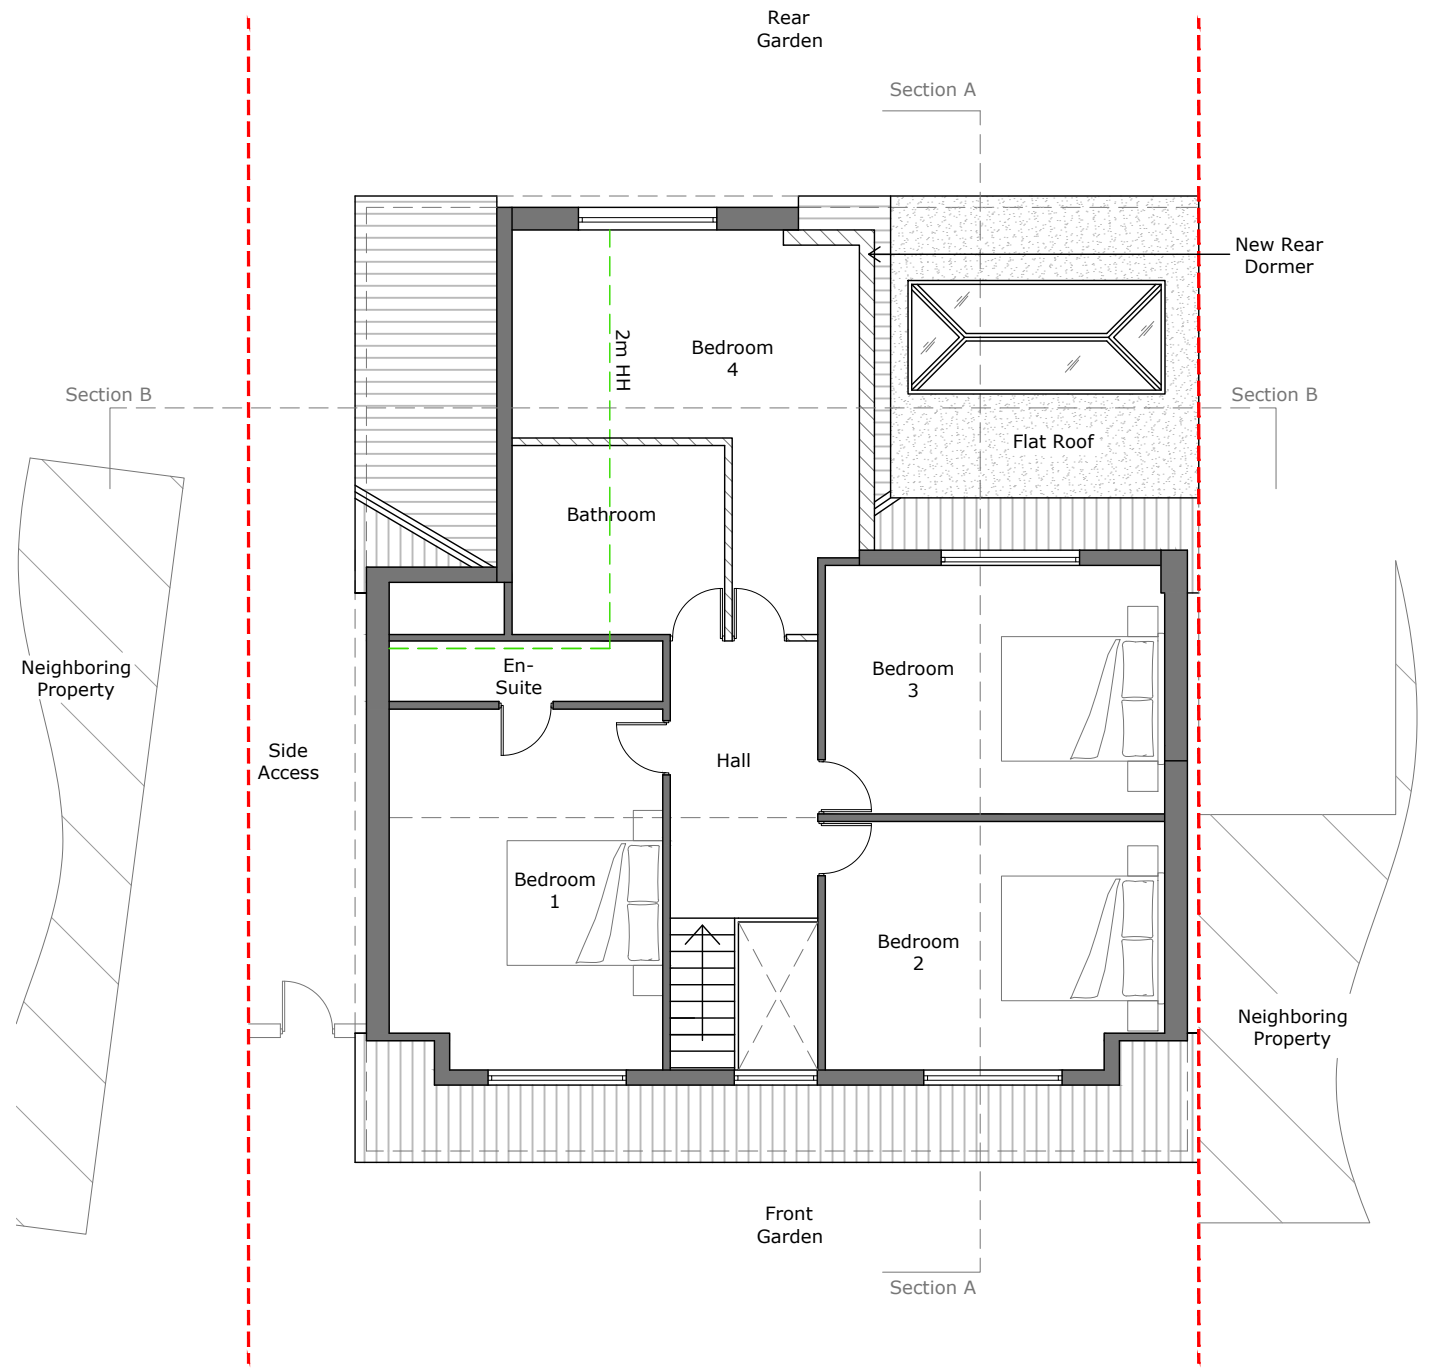 Rear
Garden
Section A
New Rear
Dormer
2m HH
Bedroom
4
Section B
Section B
Flat Roof
Bathroom
Neighboring
Property
En-
Suite
Bedroom
3
Side
Access
Hall
Bedroom
1
Bedroom
2
Neighboring
Property
Front
Garden
Section A